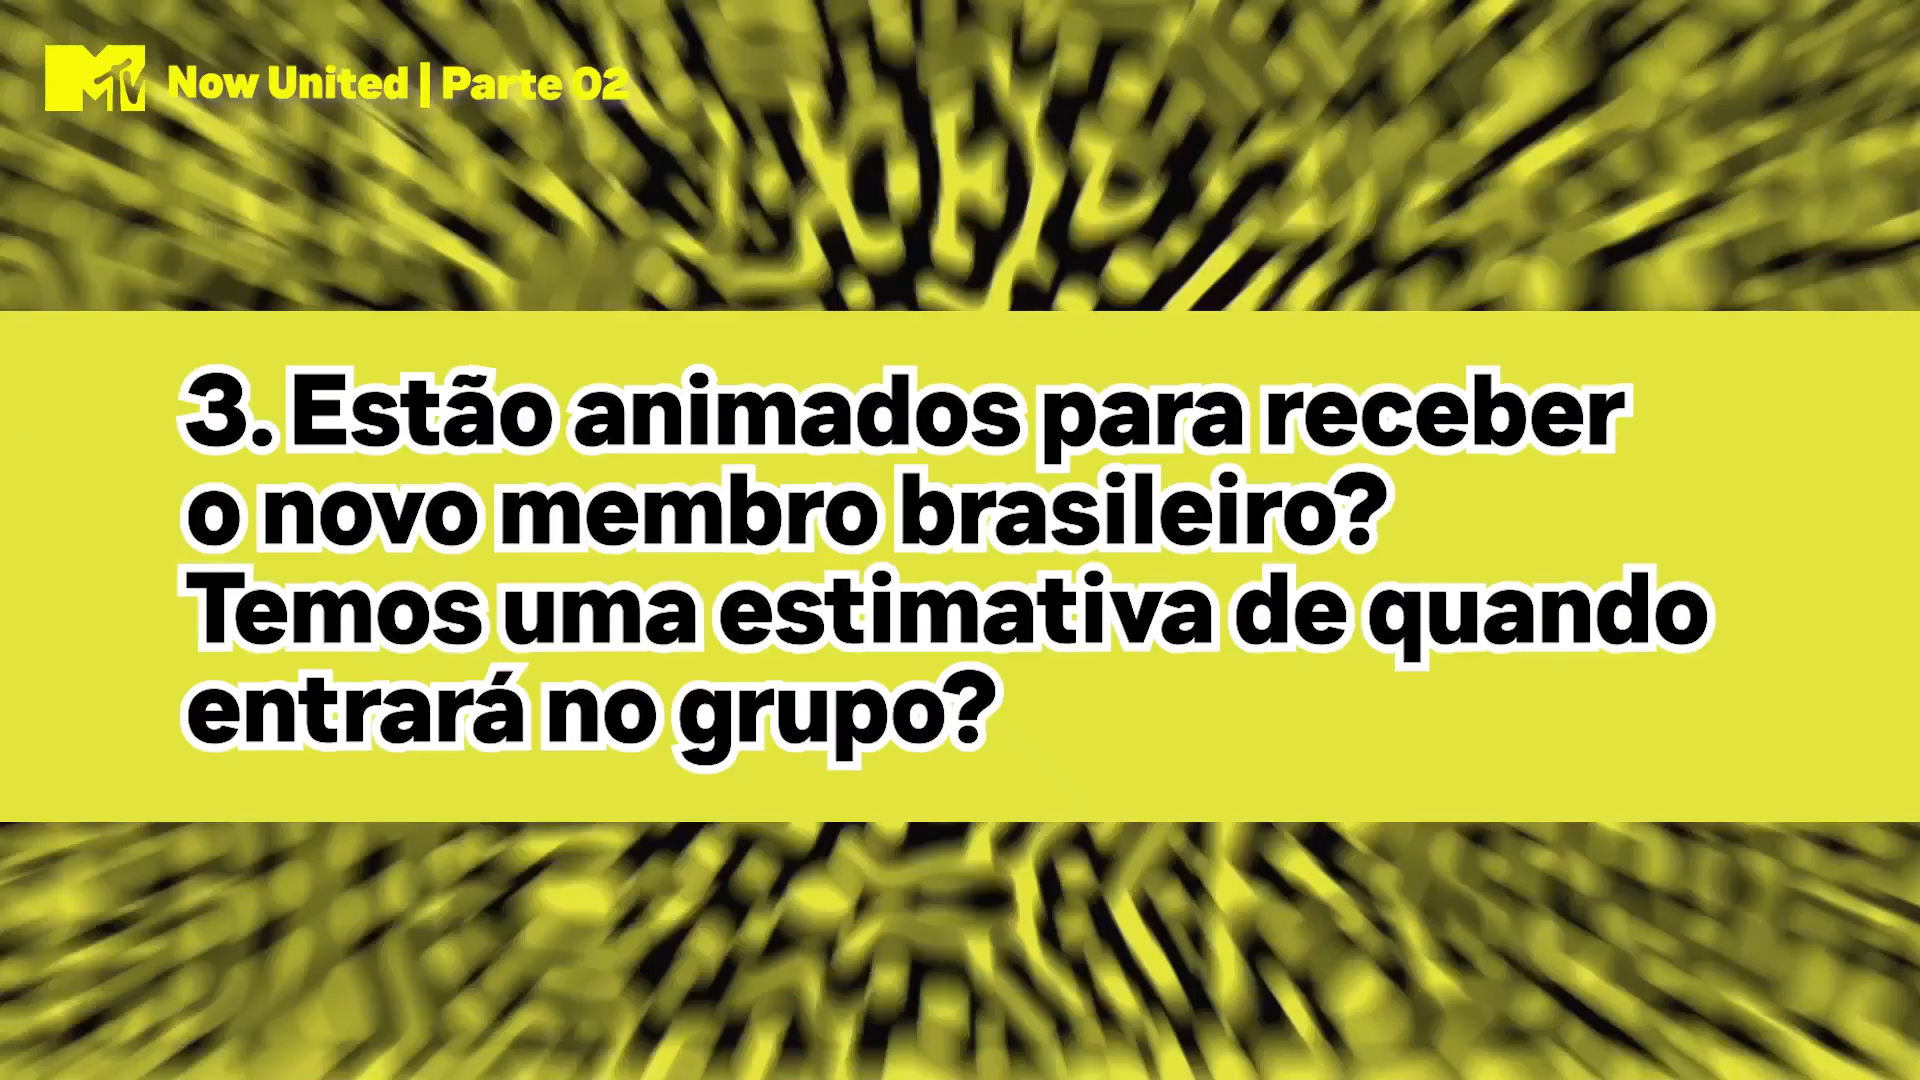 MTV Now United | Parte 02
3. Estão animados para receber
o novo membro brasileiro?
Temos uma estimativa de quando
entrará no grupo?